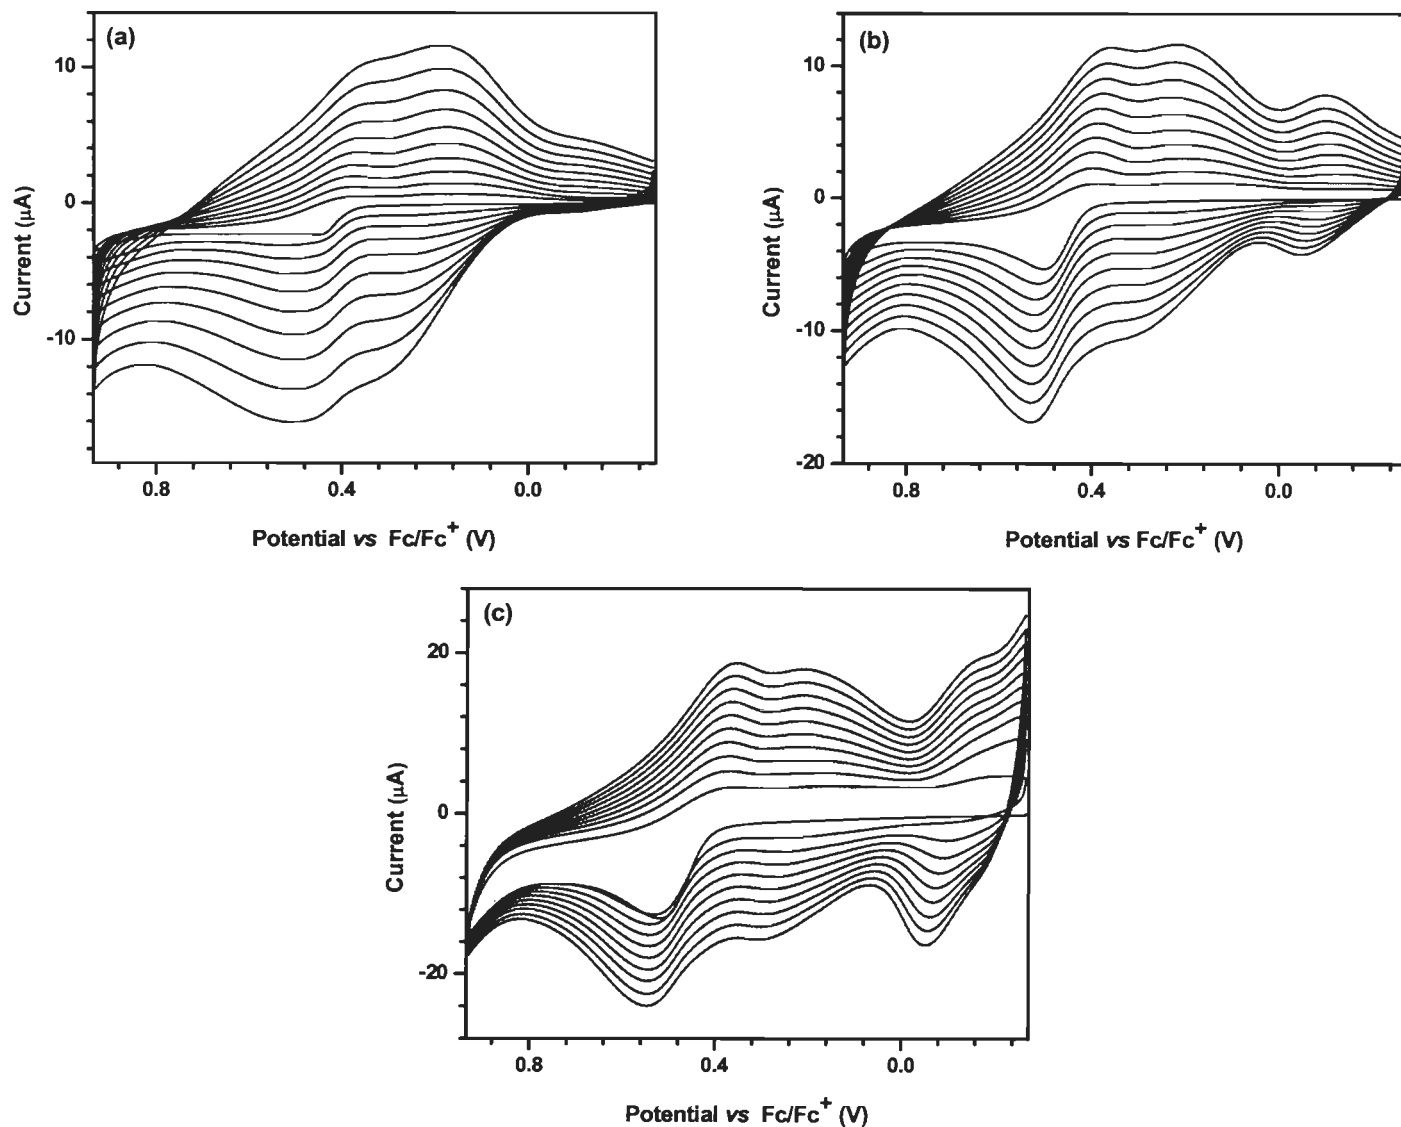 (a)
10
0
-10
Current (μA)
0.8 0.4 0.0
Potential vs Fc/Fc⁺ (V)
(b)
10
0
-10
-20
Current (μA)
0.8 0.4 0.0
Potential vs Fc/Fc⁺ (V)
(c)
20
0
-20
Current (μA)
0.8 0.4 0.0
Potential vs Fc/Fc⁺ (V)